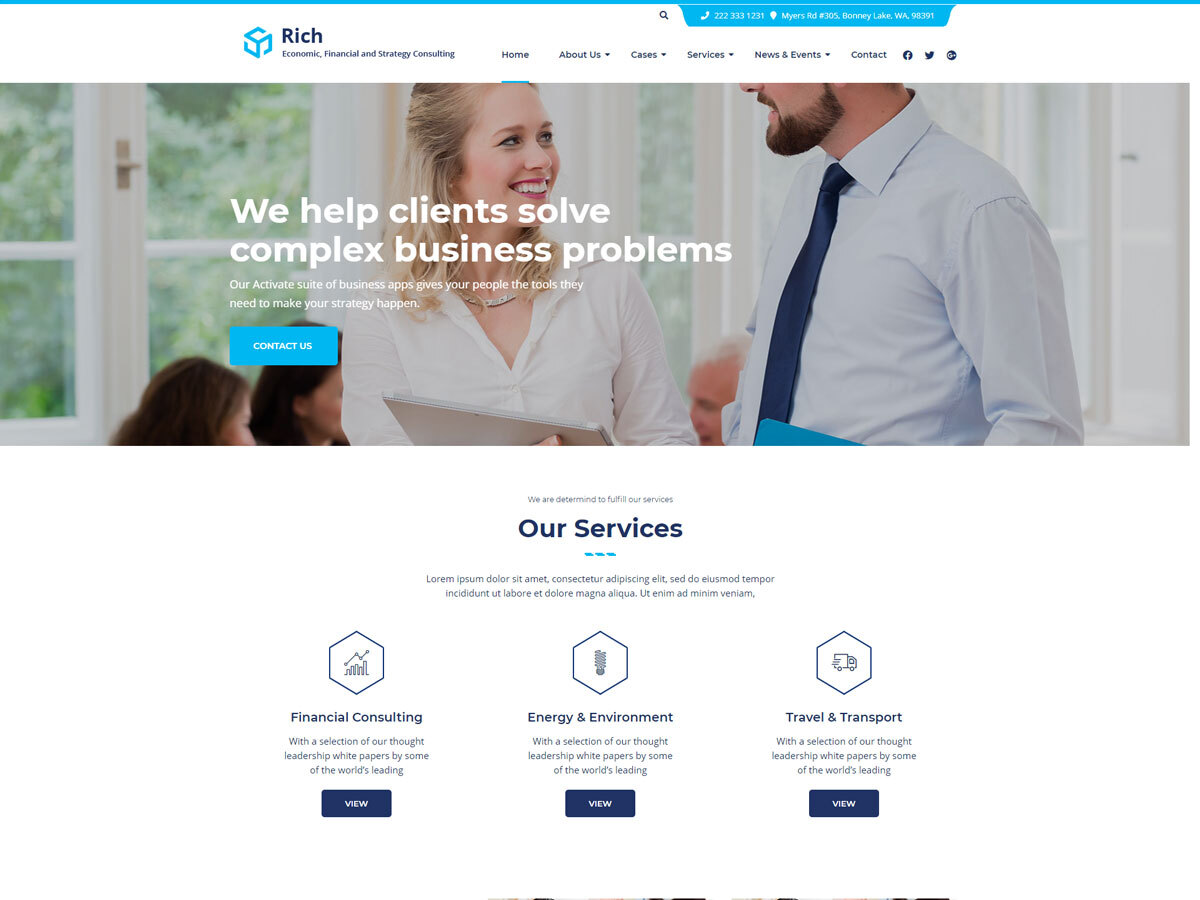 222 333 1231 Myers Rd #305, Bonney Lake, WA, 98391
Rich
Economic, Financial and Strategy Consulting
Home About Us Cases Services News & Events Contact
We help clients solve
complex business problems
Our Activate suite of business apps gives your people the tools they
need to make your strategy happen.
CONTACT US
We are determind to fulfill our services
Our Services
Lorem ipsum dolor sit amet, consectetur adipiscing elit, sed do eiusmod tempor
incididunt ut labore et dolore magna aliqua. Ut enim ad minim veniam,
Financial Consulting
With a selection of our thought
leadership white papers by some
of the world's leading
VIEW
Energy & Environment
With a selection of our thought
leadership white papers by some
of the world's leading
VIEW
Travel & Transport
With a selection of our thought
leadership white papers by some
of the world's leading
VIEW